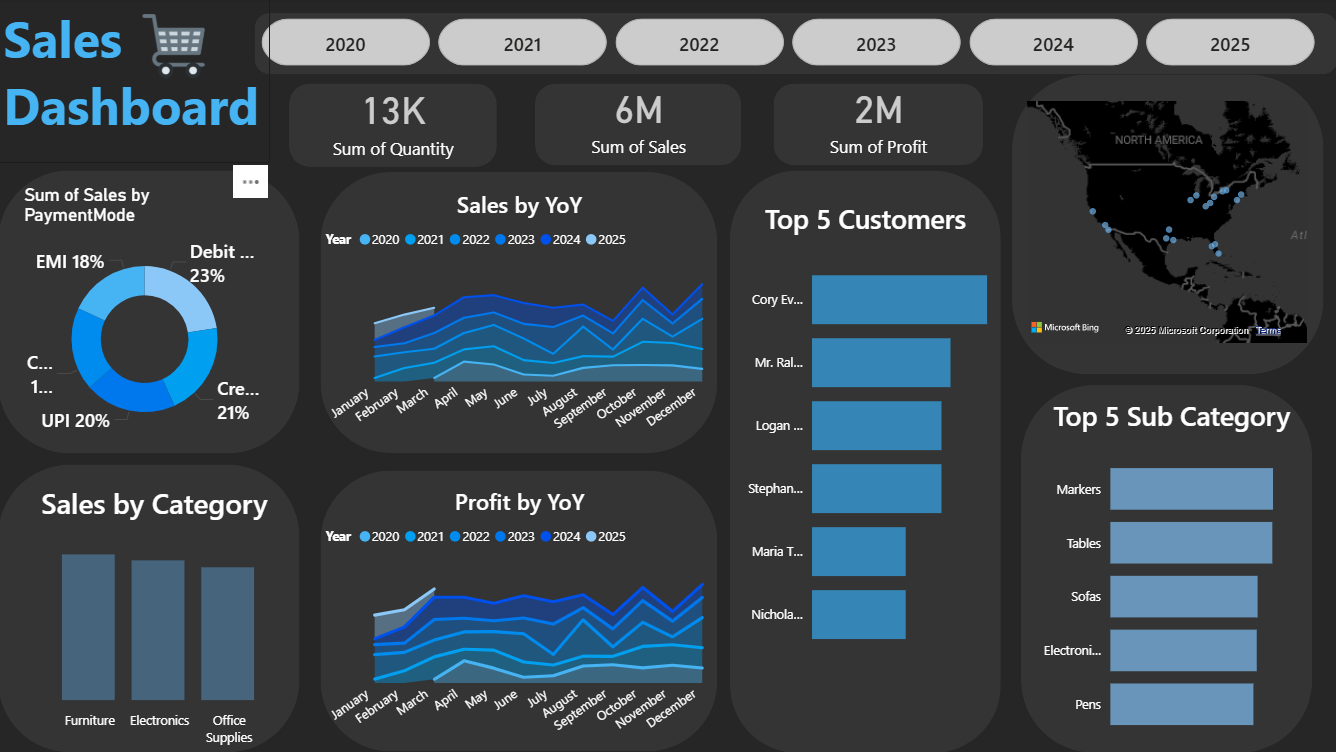 Sales
Dashboard
2020
2021
2022
2023
2024
2025
13K
Sum of Quantity
6M
Sum of Sales
2M
Sum of Profit
NORTH AMERICA
Atl
Microsoft Bing
© 2025 Microsoft Corporation Terms
...
Sum of Sales by
PaymentMode
EMI 18%
Debit ...
23%
C...
1...
Cre...
21%
UPI 20%
Sales by YoY
Year 2020 2021 2022 2023 2024 2025
January
February
March
April
May
June
July
August
September
October
November
December
Top 5 Customers
Cory Ev...
Mr. Ral...
Logan ...
Stephan...
Maria T...
Nichola...
Top 5 Sub Category
Markers
Tables
Sofas
Electroni...
Pens
Sales by Category
Furniture
Electronics
Office
Supplies
Profit by YoY
Year 2020 2021 2022 2023 2024 2025
January
February
March
April
May
June
July
August
September
October
November
December